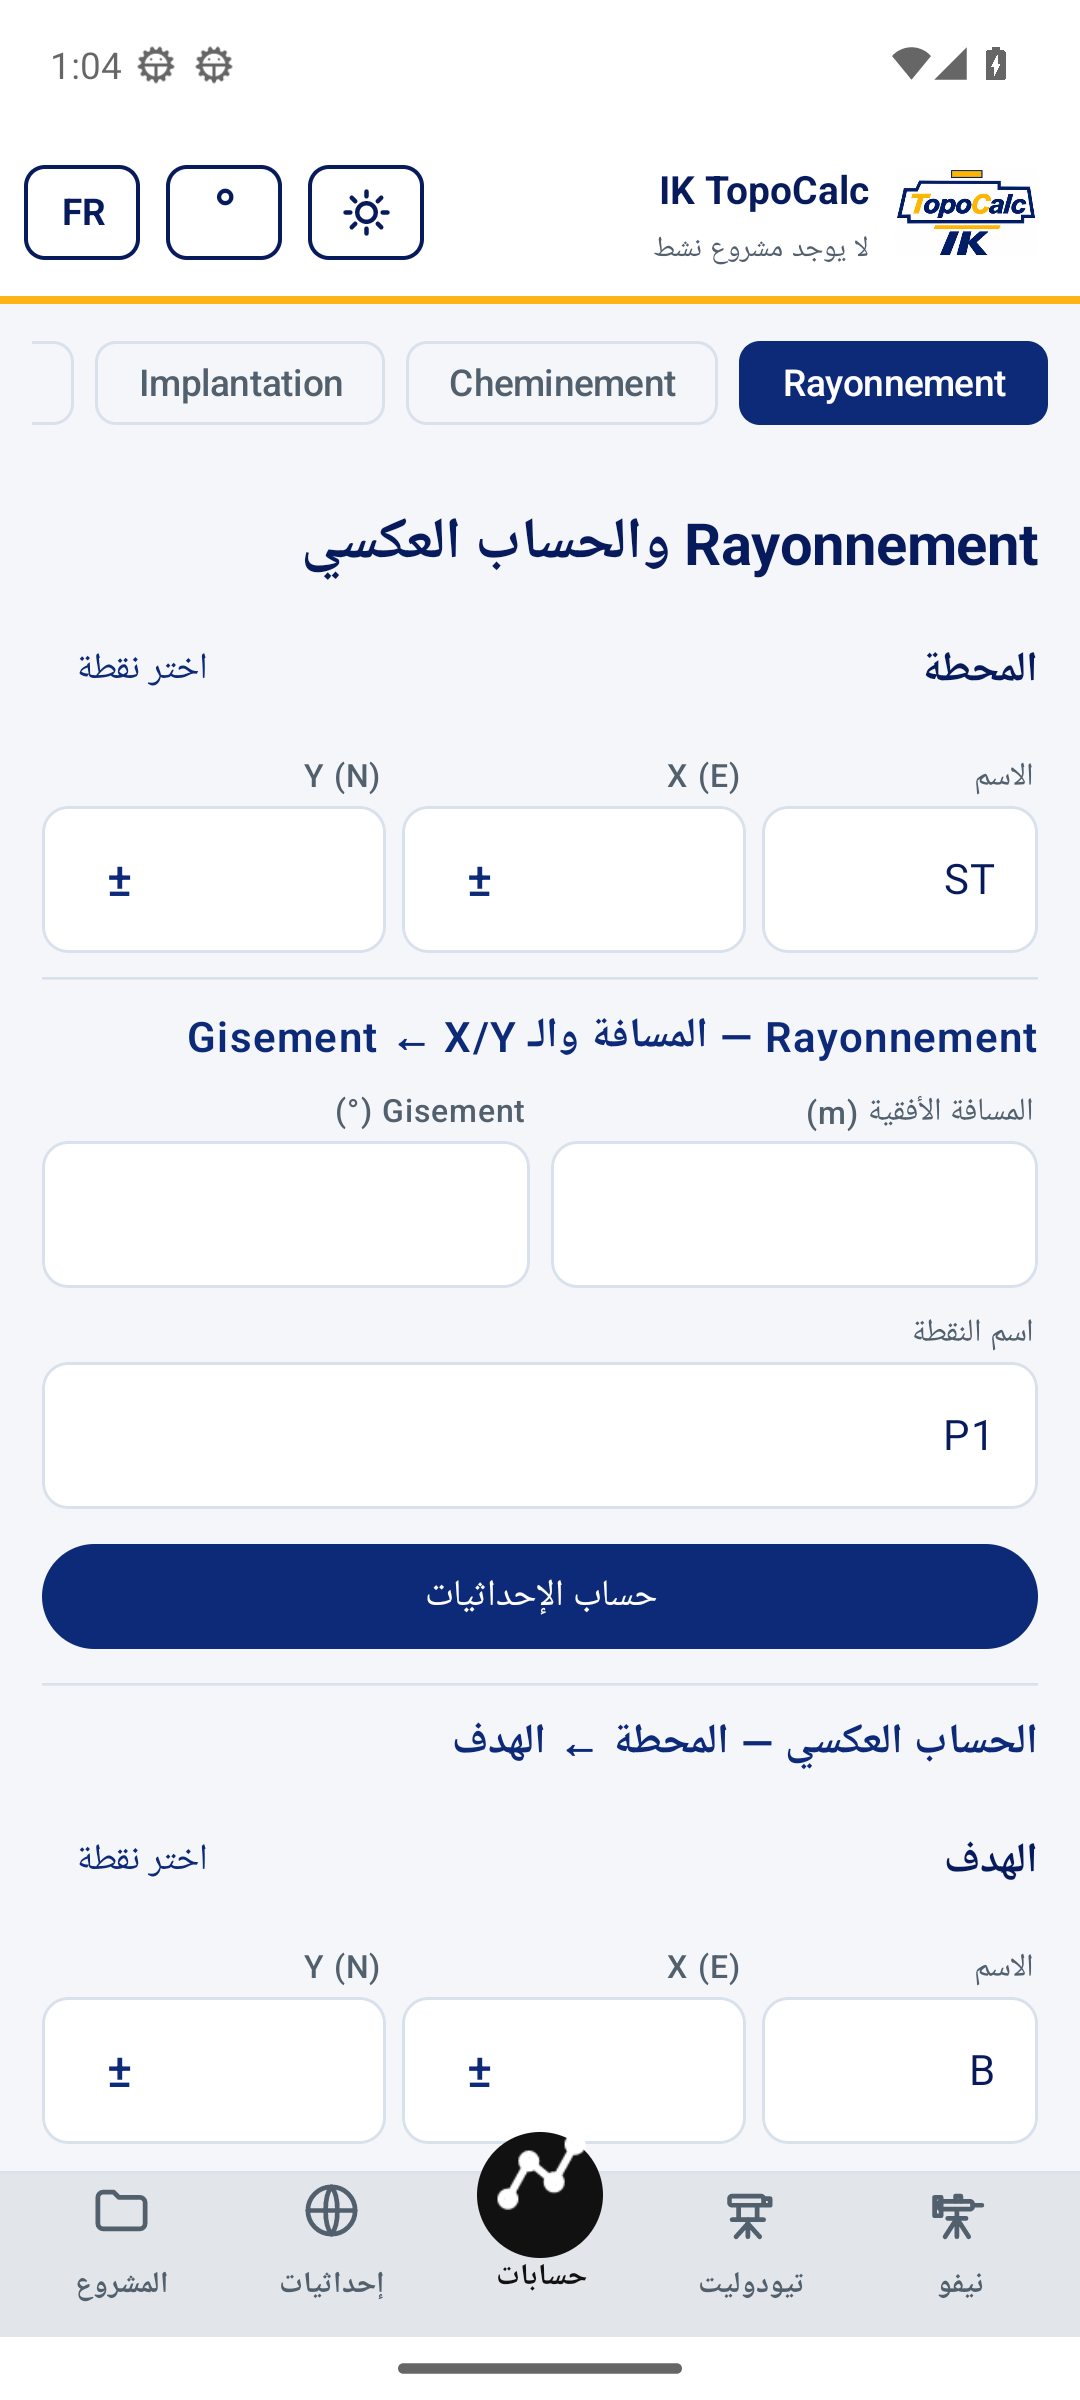 1:04
FR
°
IK TopoCalc
لا يوجد مشروع نشط
TopoCalc
IK
Rayonnement
Cheminement
Implantation
Rayonnement والحساب العكسي
المحطة
اختر نقطة
الاسم
X (E)
Y (N)
ST
±
±
Rayonnement — المسافة والـ Gisement ← X/Y
المسافة الأفقية (m)
Gisement (°)
اسم النقطة
P1
حساب الإحداثيات
الحساب العكسي — المحطة ← الهدف
الهدف
اختر نقطة
الاسم
X (E)
Y (N)
B
±
±
نيفو
تيودوليت
حسابات
إحداثيات
المشروع